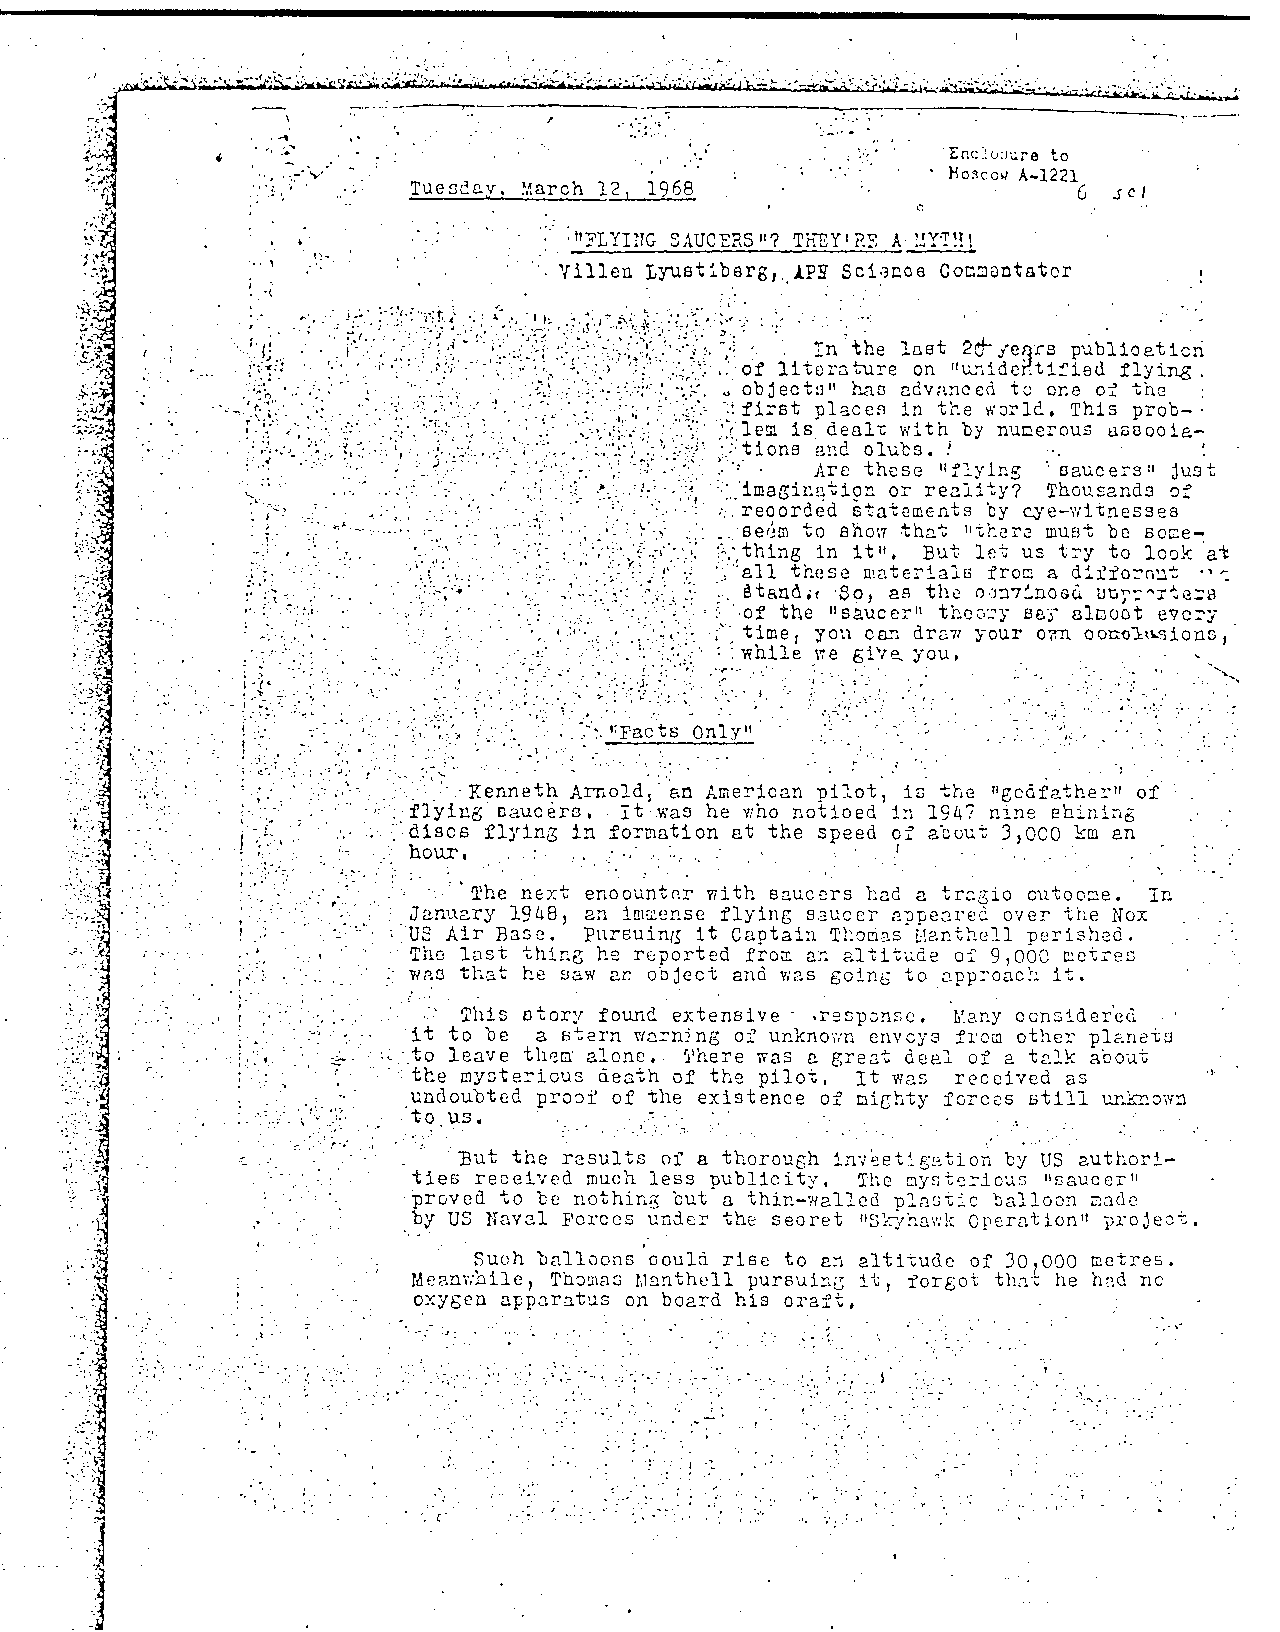 Enclosure to
Moscow A-1221
6 sci
Tuesday, March 12, 1968
"FLYING SAUCERS"? THEY'RE A MYTH!
Villen Lyustiberg, APN Science Commentator
In the last 20 years publication
of literature on "unidentified flying
objects" has advanced to one of the
first places in the world. This prob-
lem is dealt with by numerous associa-
tions and clubs.
Are these "flying saucers" just
imagination or reality? Thousands of
recorded statements by eye-witnesses
seem to show that "there must be some-
thing in it". But let us try to look at
all these materials from a different
stand. So, as the convinced supporters
of the "saucer" theory say almost every
time, you can draw your own conclusions,
while we give you.
"Facts Only"
Kenneth Arnold, an American pilot, is the "godfather" of
flying saucers. It was he who noticed in 1947 nine shining
discs flying in formation at the speed of about 3,000 km an
hour.
The next encounter with saucers had a tragic outcome. In
January 1948, an immense flying saucer appeared over the Nox
US Air Base. Pursuing it Captain Thomas Manthell perished.
The last thing he reported from an altitude of 9,000 metres
was that he saw an object and was going to approach it.
This story found extensive response. Many considered
it to be a stern warning of unknown envoys from other planets
to leave them alone. There was a great deal of a talk about
the mysterious death of the pilot. It was received as
undoubted proof of the existence of mighty forces still unknown
to us.
But the results of a thorough investigation by US authori-
ties received much less publicity. The mysterious "saucer"
proved to be nothing but a thin-walled plastic balloon made
by US Naval Forces under the secret "Skyhawk Operation" project.
Such balloons could rise to an altitude of 30,000 metres.
Meanwhile, Thomas Manthell pursuing it, forgot that he had no
oxygen apparatus on board his craft.